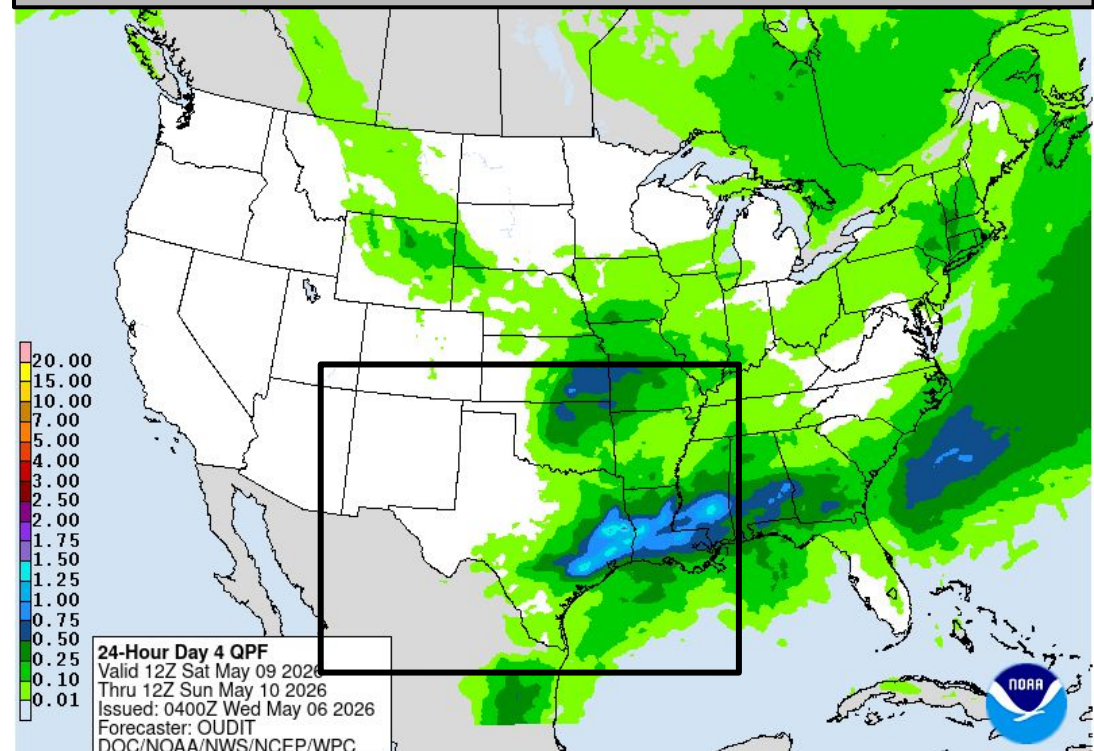 20.00
15.00
10.00
7.00
5.00
4.00
3.00
2.50
2.00
1.75
1.50
1.25
1.00
0.75
0.50
0.25
0.10
0.01
24-Hour Day 4 QPF
Valid 12Z Sat May 09 2026
Thru 12Z Sun May 10 2026
Issued: 0400Z Wed May 06 2026
Forecaster: OUDIT
DOC/NOAA/NWS/NCEP/WPC
NOAA